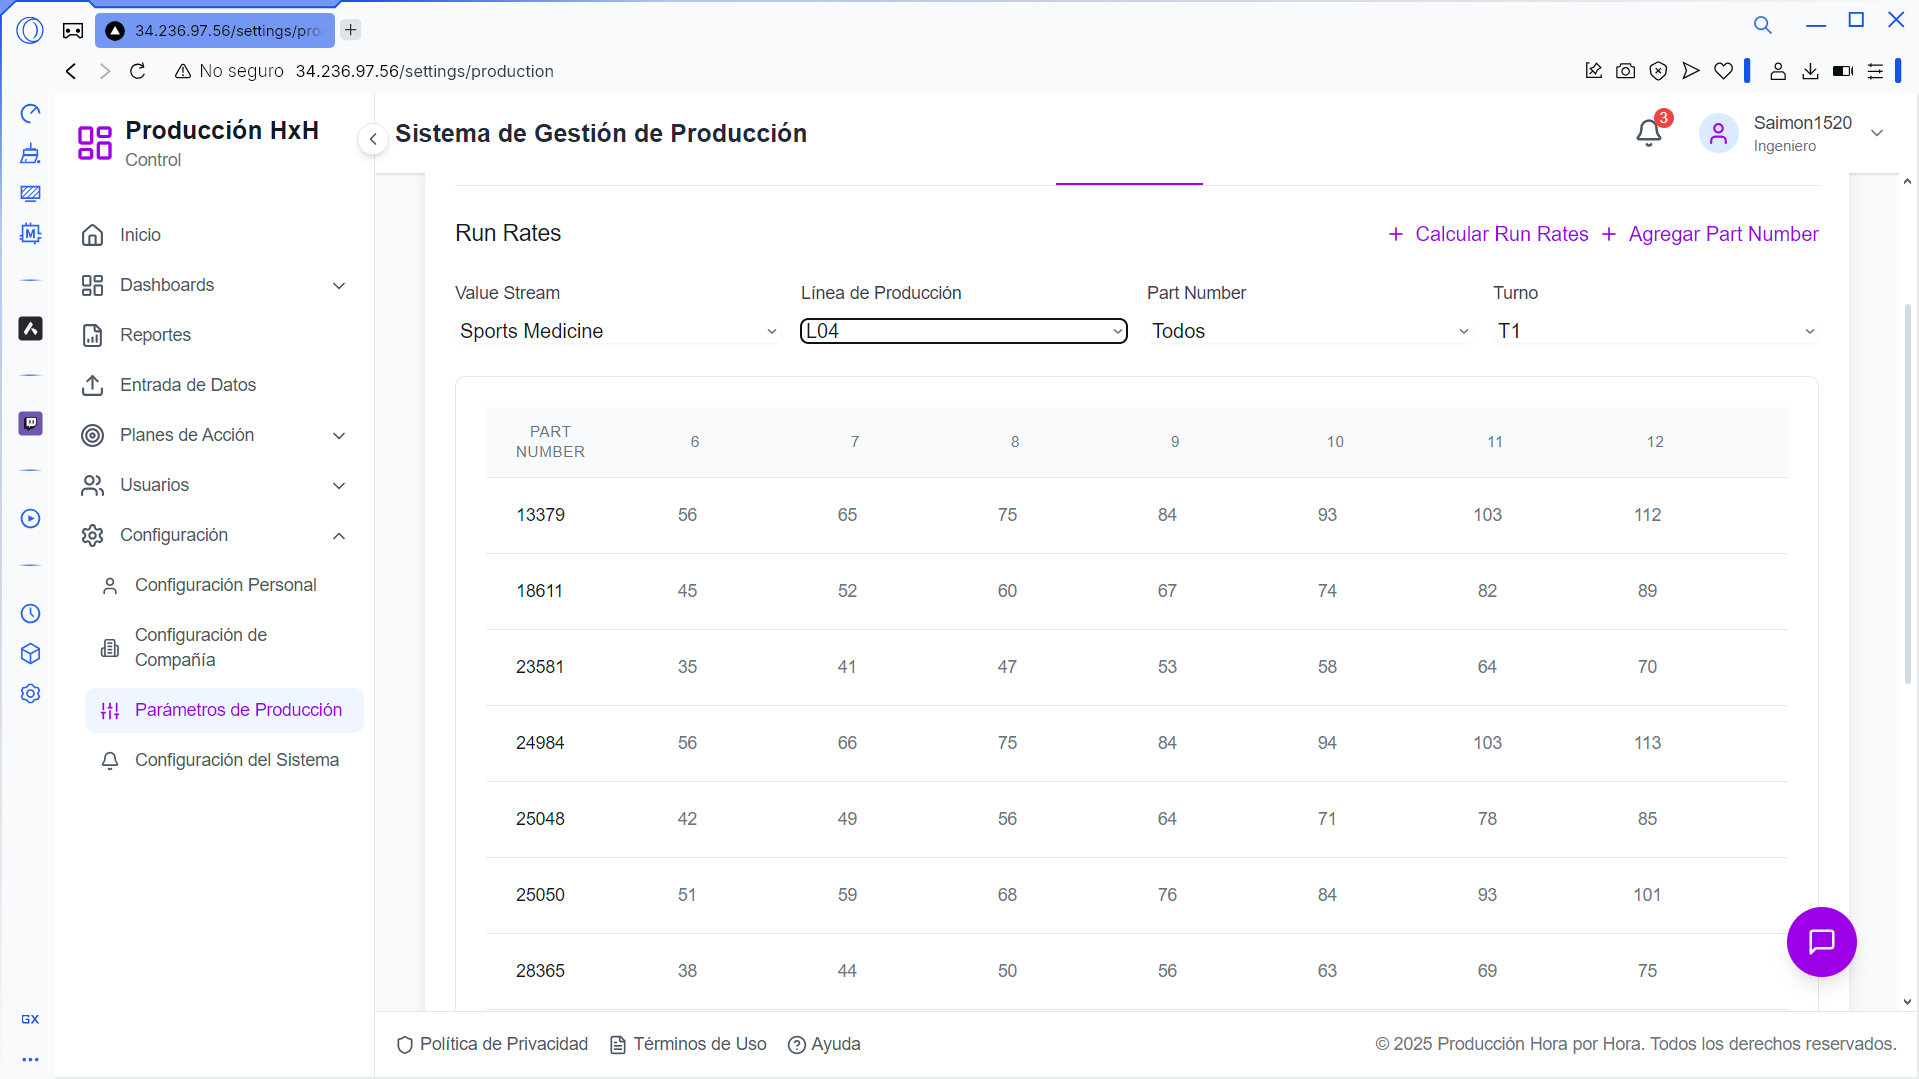 34.236.97.56/settings/pro
No seguro 34.236.97.56/settings/production
Producción HxH
Control
Sistema de Gestión de Producción
3
Saimon1520
Ingeniero
Inicio
Dashboards
Reportes
Entrada de Datos
Planes de Acción
Usuarios
Configuración
Configuración Personal
Configuración de
Compañía
Parámetros de Producción
Configuración del Sistema
M
GX
Run Rates
+ Calcular Run Rates + Agregar Part Number
Value Stream Línea de Producción Part Number Turno
Sports Medicine L04 Todos T1
PART
NUMBER 6 7 8 9 10 11 12
13379 56 65 75 84 93 103 112
18611 45 52 60 67 74 82 89
23581 35 41 47 53 58 64 70
24984 56 66 75 84 94 103 113
25048 42 49 56 64 71 78 85
25050 51 59 68 76 84 93 101
28365 38 44 50 56 63 69 75
Política de Privacidad Términos de Uso Ayuda
© 2025 Producción Hora por Hora. Todos los derechos reservados.